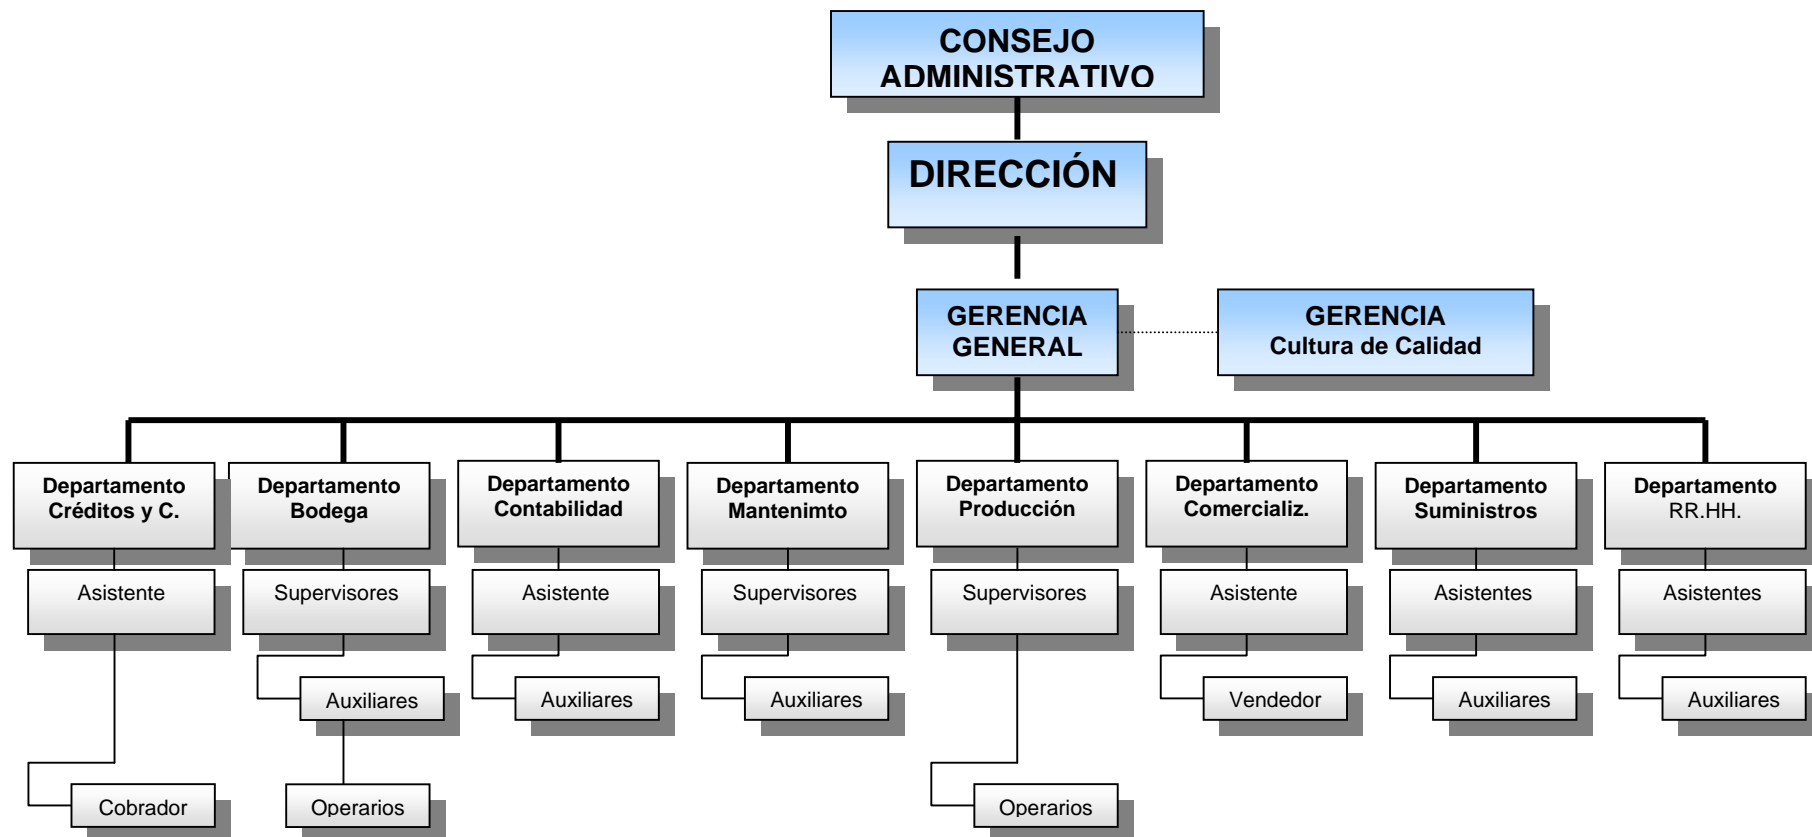 CONSEJO
ADMINISTRATIVO
DIRECCIÓN
GERENCIA
GENERAL
GERENCIA
Cultura de Calidad
Departamento
Créditos y C.
Departamento
Bodega
Departamento
Contabilidad
Departamento
Mantenimto
Departamento
Producción
Departamento
Comercializ.
Departamento
Suministros
Departamento
RR.HH.
Asistente
Supervisores
Asistente
Supervisores
Supervisores
Asistente
Asistentes
Asistentes
Auxiliares
Auxiliares
Auxiliares
Vendedor
Auxiliares
Auxiliares
Cobrador
Operarios
Operarios